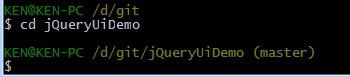 KEN@KEN-PC /d/git
$ cd jQueryUiDemo
KEN@KEN-PC /d/git/jQueryUiDemo (master)
$